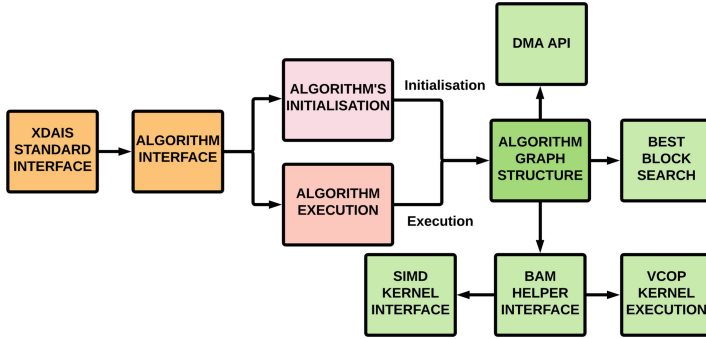 DMA API
ALGORITHM'S
INITIALISATION
Initialisation
XDAIS
STANDARD
INTERFACE
ALGORITHM
INTERFACE
ALGORITHM
GRAPH
STRUCTURE
BEST
BLOCK
SEARCH
ALGORITHM
EXECUTION
Execution
SIMD
KERNEL
INTERFACE
BAM
HELPER
INTERFACE
VCOP
KERNEL
EXECUTION